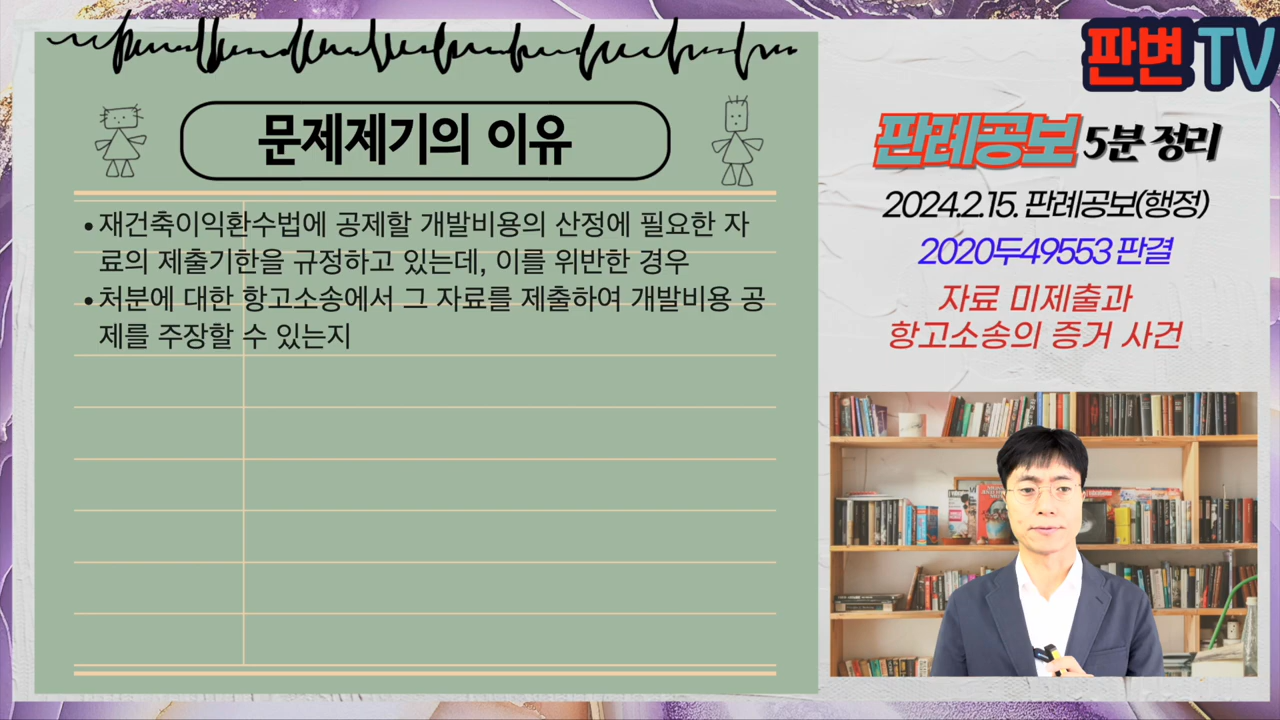 문제제기의 이유
• 재건축이익환수법에 공제할 개발비용의 산정에 필요한 자
료의 제출기한을 규정하고 있는데, 이를 위반한 경우
• 처분에 대한 항고소송에서 그 자료를 제출하여 개발비용 공
제를 주장할 수 있는지
판변 TV
판례공보 5분 정리
2024.2.15. 판례공보(행정)
2020두49553 판결
자료 미제출과
항고소송의 증거 사건